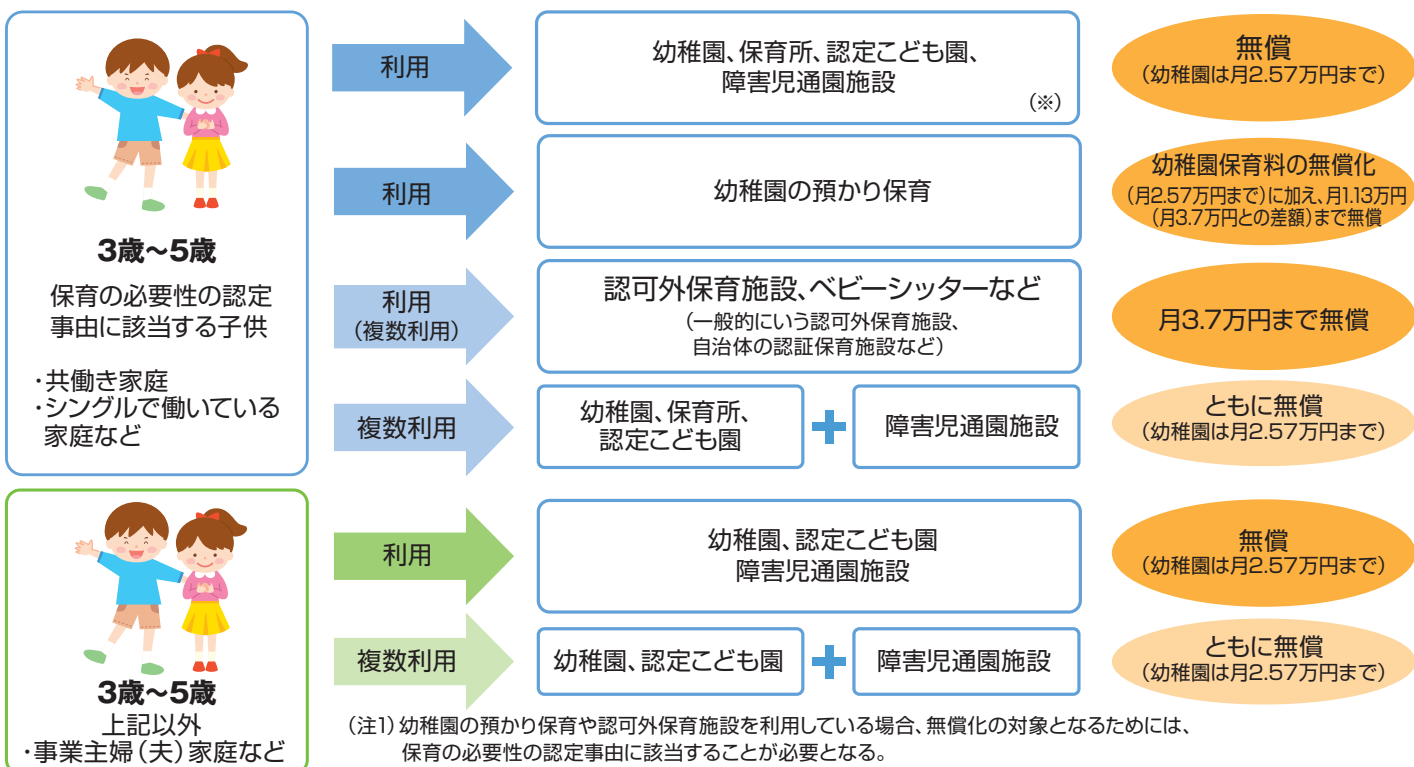 3歳～5歳
保育の必要性の認定
事由に該当する子供
・共働き家庭
・シングルで働いている
家庭など
利用
幼稚園、保育所、認定こども園、
障害児通園施設
（※）
無償
（幼稚園は月2.57万円まで）
利用
幼稚園の預かり保育
幼稚園保育料の無償化
（月2.57万円まで）に加え、月1.13万円
（月3.7万円との差額）まで無償
利用
（複数利用）
認可外保育施設、ベビーシッターなど
（一般的にいう認可外保育施設、
自治体の認証保育施設など）
月3.7万円まで無償
複数利用
幼稚園、保育所、
認定こども園
+
障害児通園施設
ともに無償
（幼稚園は月2.57万円まで）
3歳～5歳
上記以外
・事業主婦（夫）家庭など
利用
幼稚園、認定こども園
障害児通園施設
無償
（幼稚園は月2.57万円まで）
複数利用
幼稚園、認定こども園
+
障害児通園施設
ともに無償
（幼稚園は月2.57万円まで）
（注1）幼稚園の預かり保育や認可外保育施設を利用している場合、無償化の対象となるためには、
保育の必要性の認定事由に該当することが必要となる。